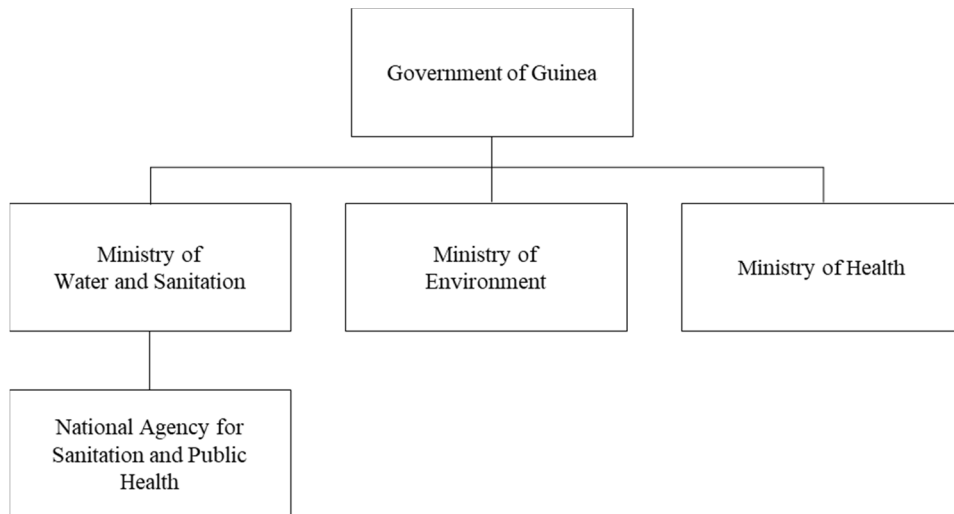 Government of Guinea
Ministry of
Water and Sanitation
Ministry of
Environment
Ministry of Health
National Agency for
Sanitation and Public
Health